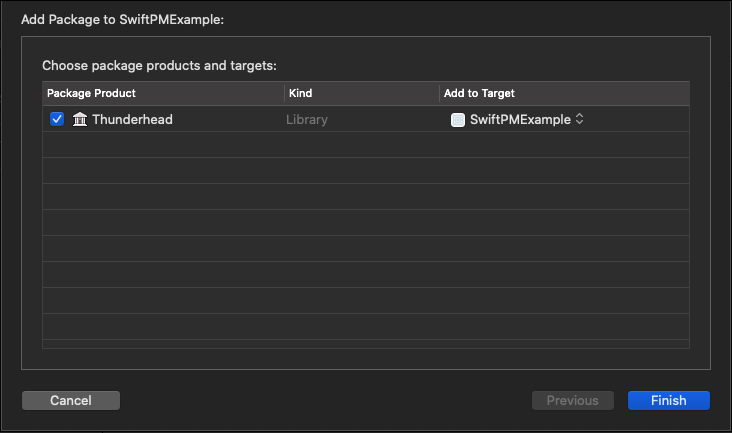 Add Package to SwiftPMExample:
Choose package products and targets:
Package Product Kind Add to Target
Thunderhead Library SwiftPMExample
Cancel Previous Finish